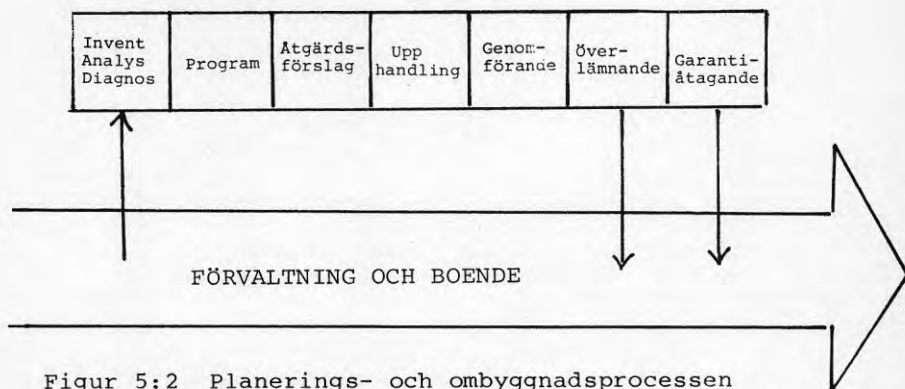 Invent
Analys
Diagnos
Program
Åtgärds-
förslag
Upp
handling
Genom-
förande
Över-
lämnande
Garanti-
åtagande
FÖRVALTNING OCH BOENDE
Figur 5:2 Planerings- och ombyggnadsprocessen